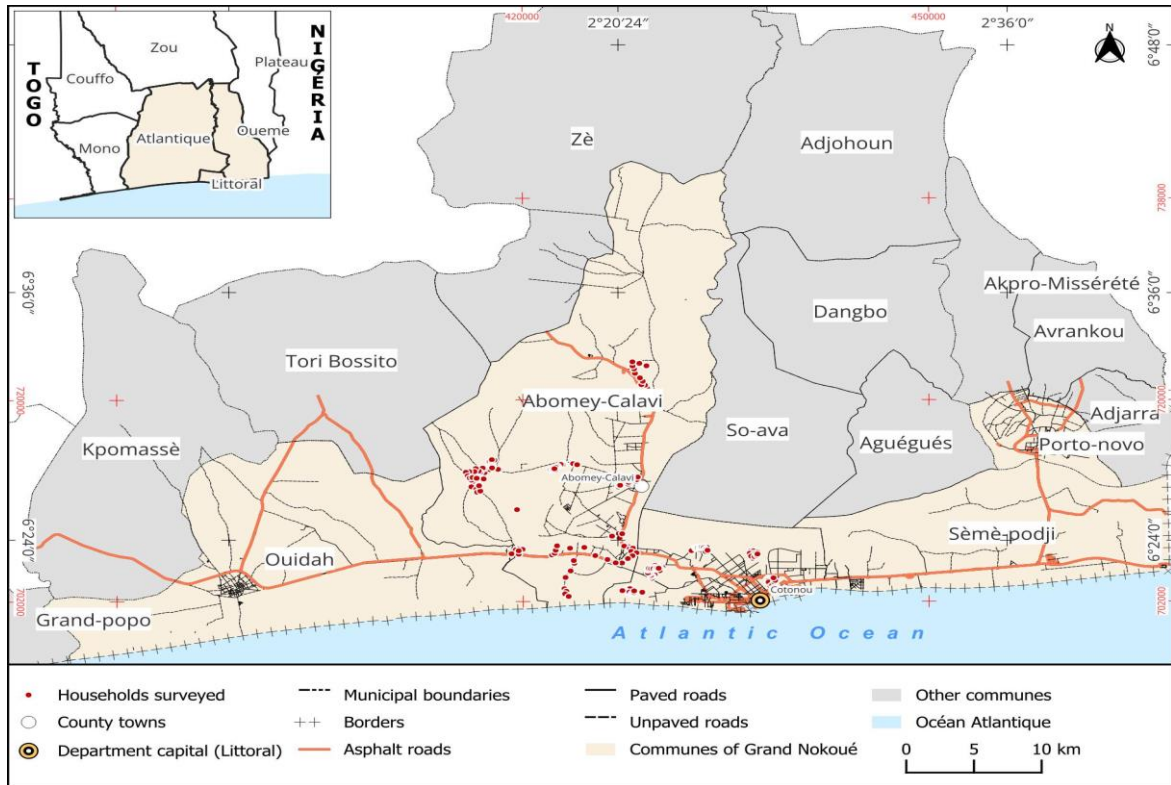 420000
2°20'24"
450000
2°36'0"
N
6°48'0"
TOGO
NIGÉRIA
Zou
Plateau
Couffo
Mono
Atlantique
Oueme
Littoral
Zè
Adjohoun
738000
6°36'0"
6°36'0"
Akpro-Missérété
Dangbo
Avrankou
Tori Bossito
720000
720000
Abomey-Calavi
Adjarra
So-ava
Aguégués
Porto-novo
Kpomassè
Abomey-Calavi
6°24'0"
6°24'0"
Sèmè-podji
Ouidah
Cotonou
702000
702000
Grand-popo
Atlantic Ocean
Households surveyed
Municipal boundaries
Paved roads
Other communes
County towns
Borders
Unpaved roads
Océan Atlantique
Department capital (Littoral)
Asphalt roads
Communes of Grand Nokoué
0 5 10 km